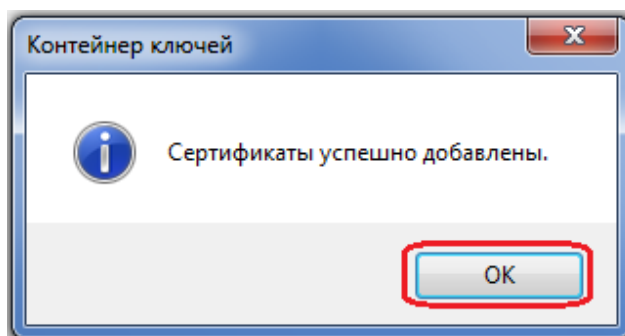 Контейнер ключей
Сертификаты успешно добавлены.
OK